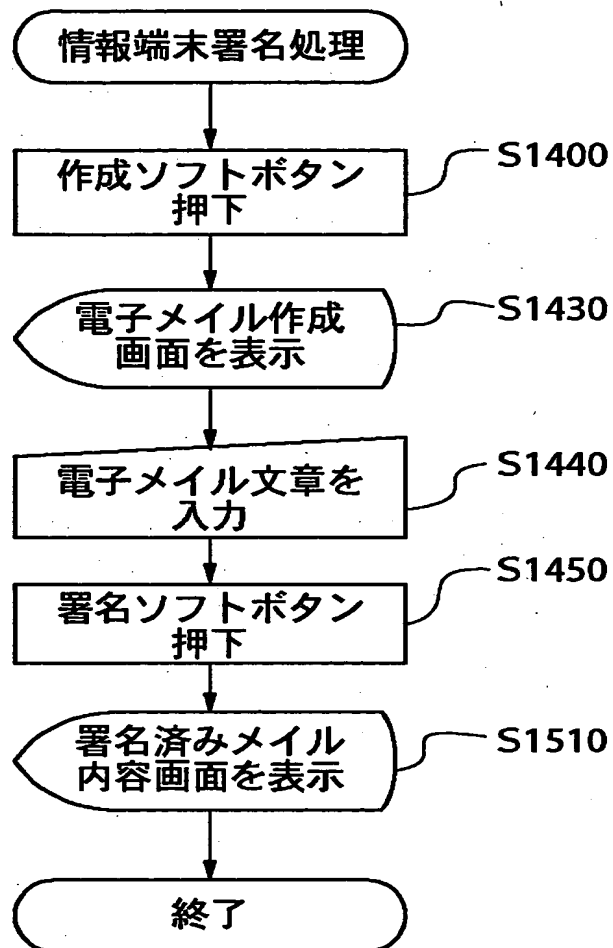 情報端末署名処理
作成ソフトボタン
押下
S1400
電子メイル作成
画面を表示
S1430
電子メイル文章を
入力
S1440
署名ソフトボタン
押下
S1450
署名済みメイル
内容画面を表示
S1510
終了